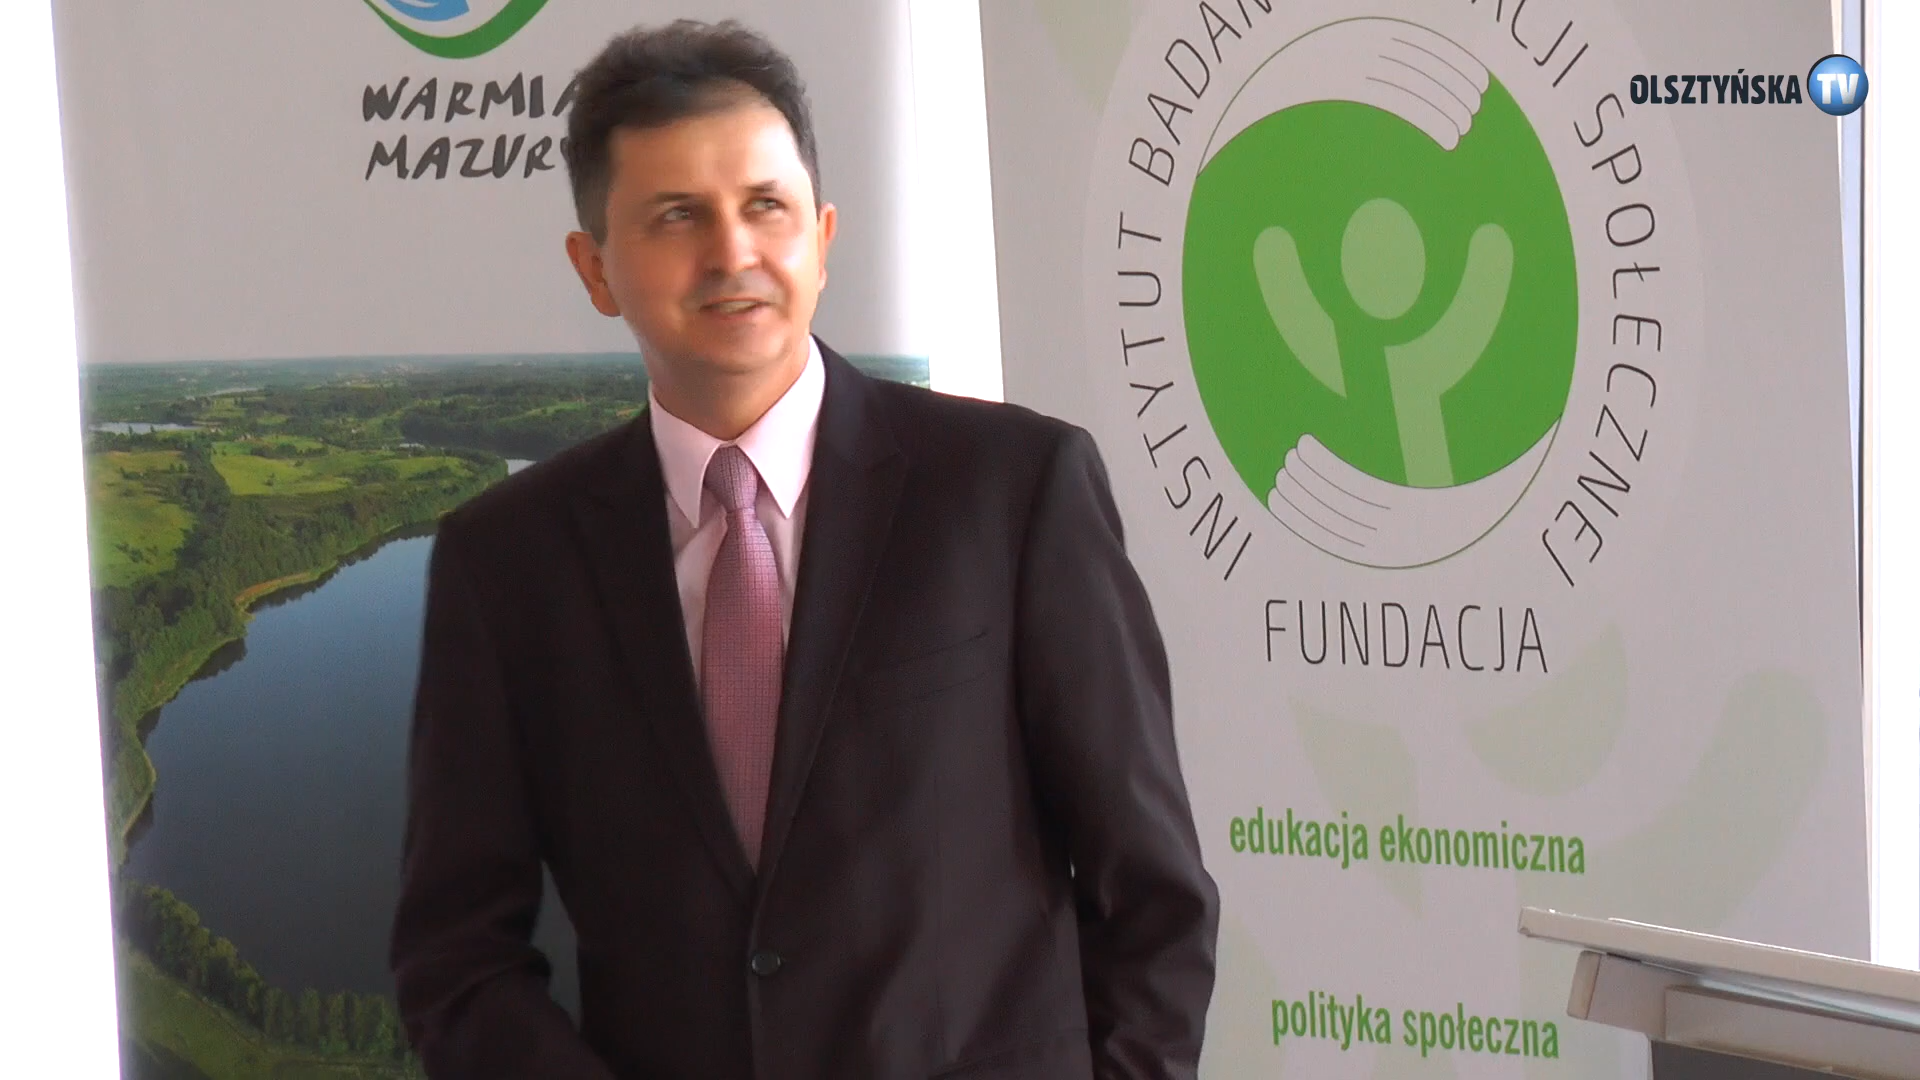 WARMIA
MAZURY
OLSZTYŃSKA TV
INSTYTUT BADAŃ SPOŁECZNEJ
FUNDACJA
edukacja ekonomiczna
polityka społeczna